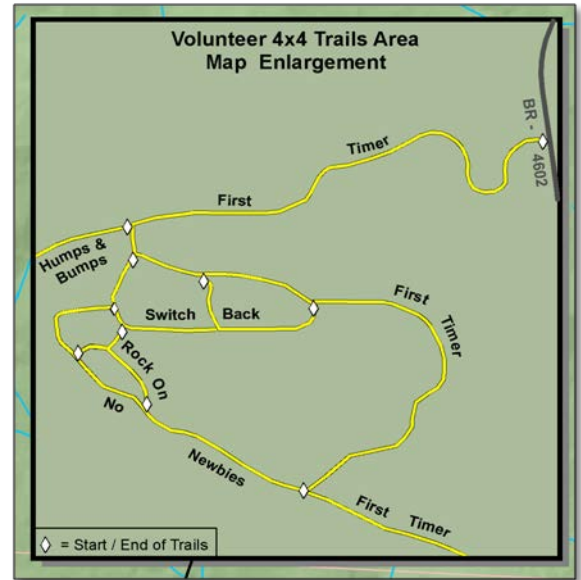 Volunteer 4x4 Trails Area
Map Enlargement
BR - 4602
First Timer
Humps &
Bumps
First Timer
Switch Back
Rock On
No Newbies
First Timer
= Start / End of Trails